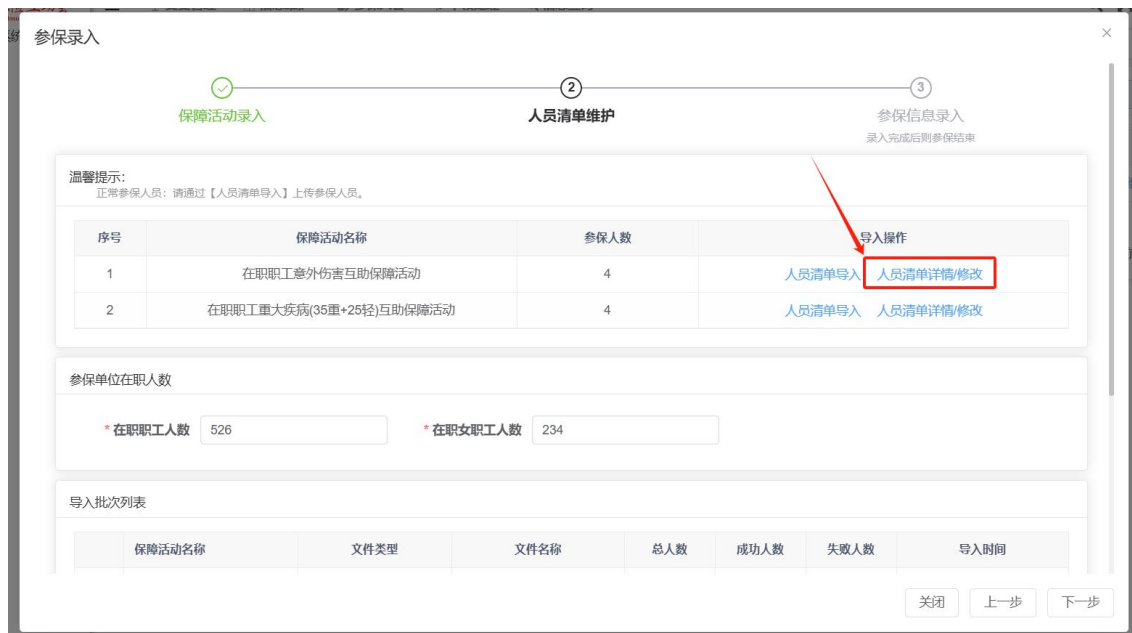 参保录入
2
3
保障活动录入
人员清单维护
参保信息录入
录入完成后则参保结束
温馨提示:
正常参保人员：请通过【人员清单导入】上传参保人员。
序号 保障活动名称 参保人数 导入操作
1 在职职工意外伤害互助保障活动 4 人员清单导入 人员清单详情/修改
2 在职职工重大疾病(35重+25轻)互助保障活动 4 人员清单导入 人员清单详情/修改
参保单位在职人数
* 在职职工人数 526 * 在职女职工人数 234
导入批次列表
保障活动名称 文件类型 文件名称 总人数 成功人数 失败人数 导入时间
关闭 上一步 下一步